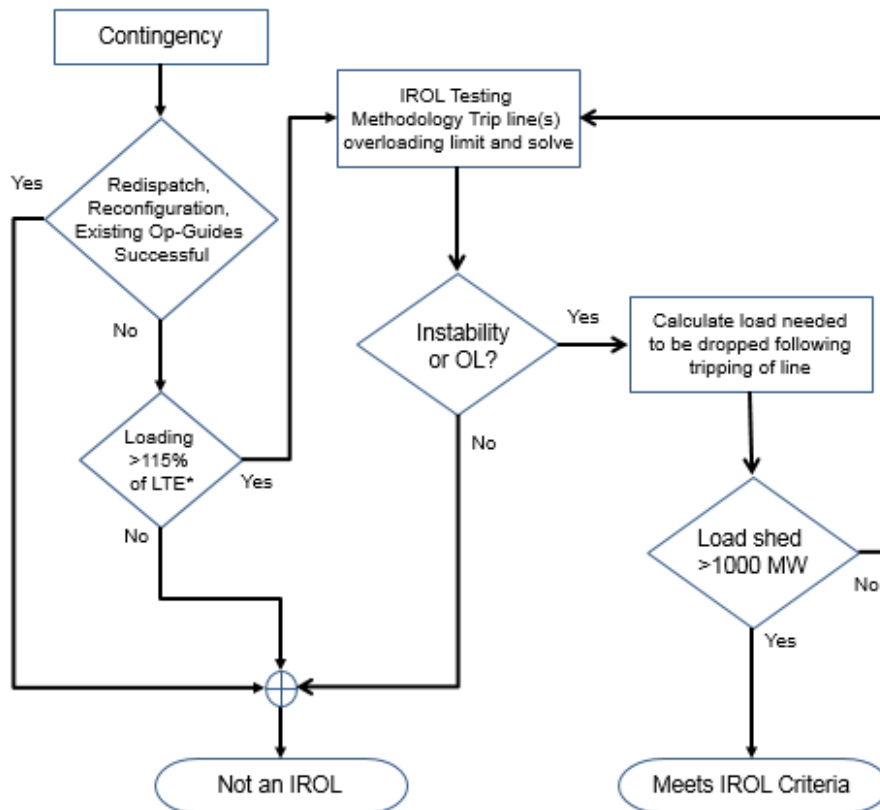 Contingency
Yes
Redispatch,
Reconfiguration,
Existing Op-Guides
Successful
No
Loading
>115%
of LTE*
Yes
No
IROL Testing
Methodology Trip line(s)
overloading limit and solve
Instability
or OL?
Yes
No
Calculate load needed
to be dropped following
tripping of line
Load shed
>1000 MW
No
Yes
Not an IROL
Meets IROL Criteria